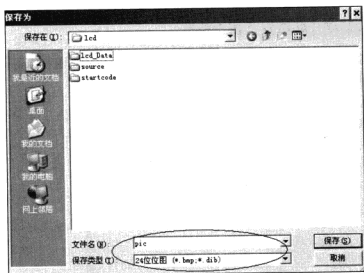 保存为
保存在(I): lcd
lcd_Data
source
startcode
我最近的文档
桌面
我的文档
我的电脑
网上邻居
文件名(N): pic 保存(S)
保存类型(T): 24位位图 (*.bmp;*.dib) 取消